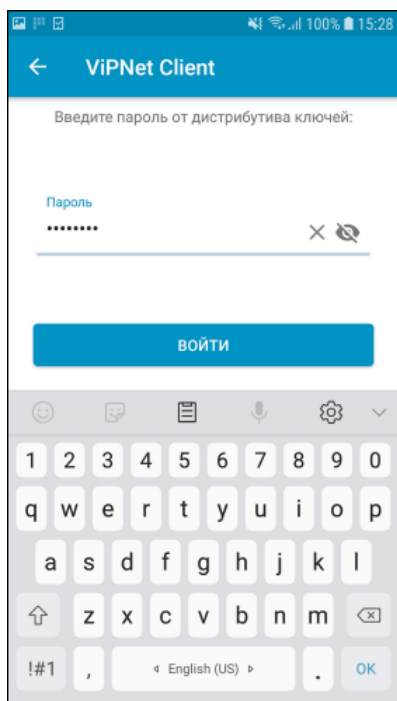 100% 15:28
ViPNet Client
Введите пароль от дистрибутива ключей:
Пароль
••••••••
ВОЙТИ
1 2 3 4 5 6 7 8 9 0
q w e r t y u i o p
a s d f g h j k l
z x c v b n m
!#1 , English (US) . OK